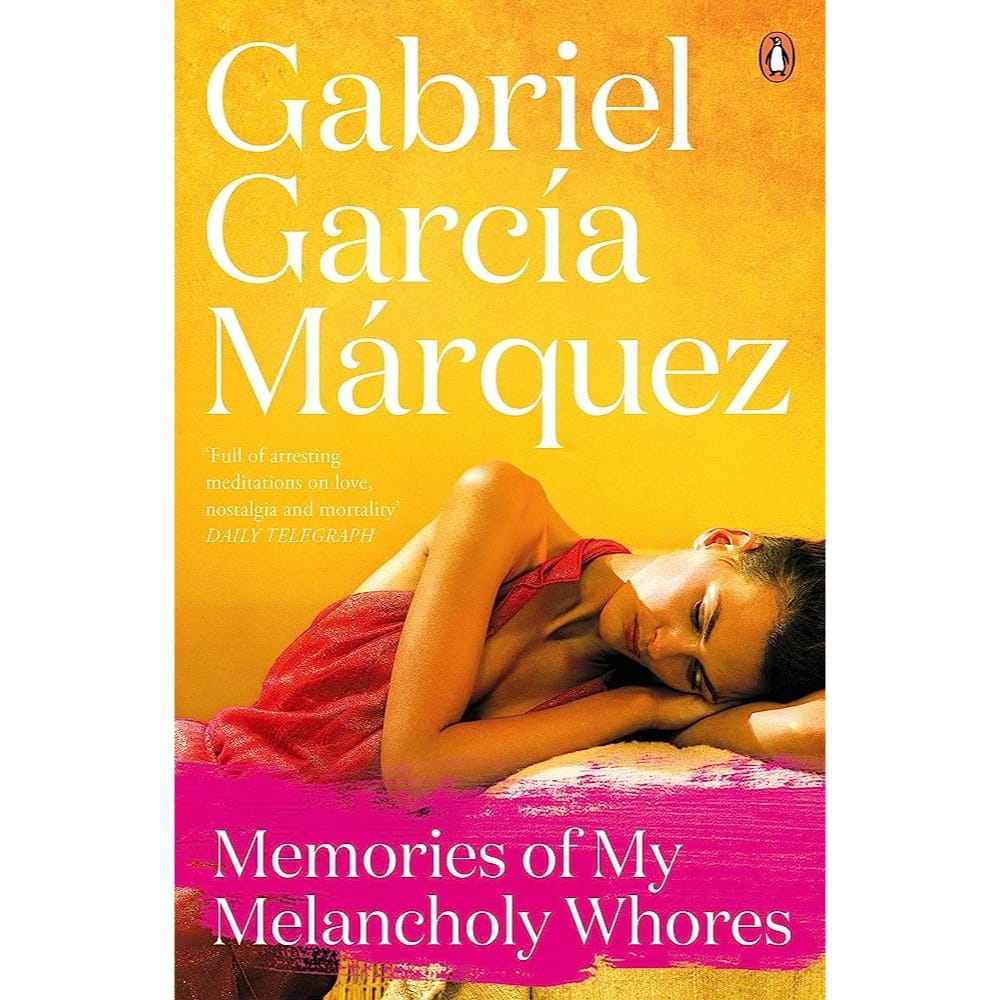 Gabriel
García
Márquez
‘Full of arresting
meditations on love,
nostalgia and mortality’
DAILY TELEGRAPH
Memories of My
Melancholy Whores